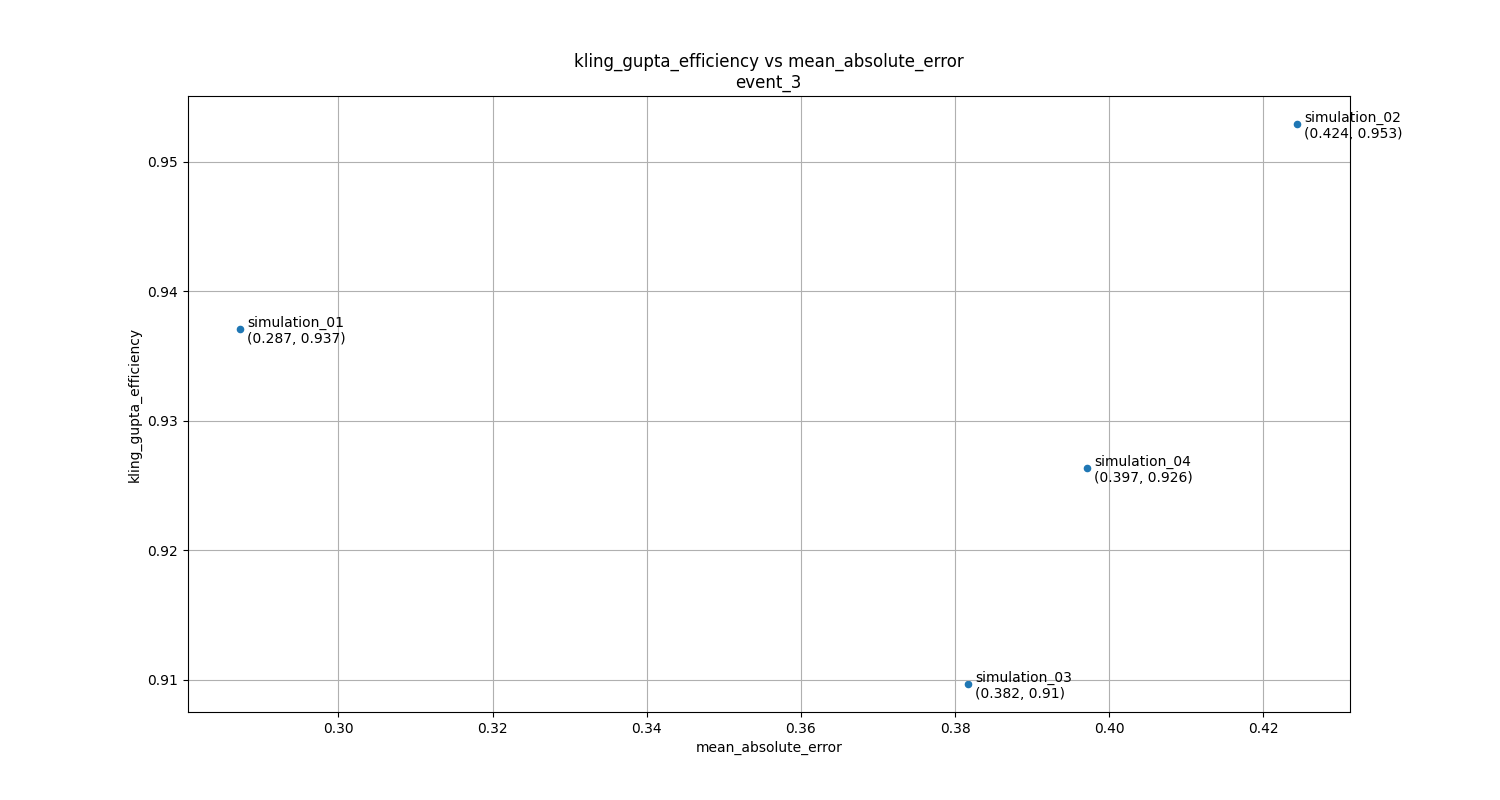 kling_gupta_efficiency vs mean_absolute_error
event_3
simulation_02
(0.424, 0.953)
0.95
0.94
simulation_01
(0.287, 0.937)
kling_gupta_efficiency
0.93
simulation_04
(0.397, 0.926)
0.92
0.91
simulation_03
(0.382, 0.91)
0.30
0.32
0.34
0.36
0.38
0.40
0.42
mean_absolute_error